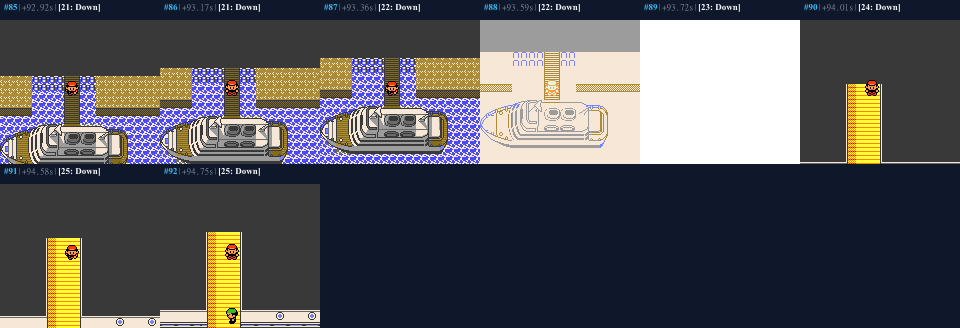 #85|+92.92s|[21: Down]
#86|+93.17s|[21: Down]
#87|+93.36s|[22: Down]
#88|+93.59s|[22: Down]
#89|+93.72s|[23: Down]
#90|+94.01s|[24: Down]
#91|+94.58s|[25: Down]
#92|+94.75s|[25: Down]